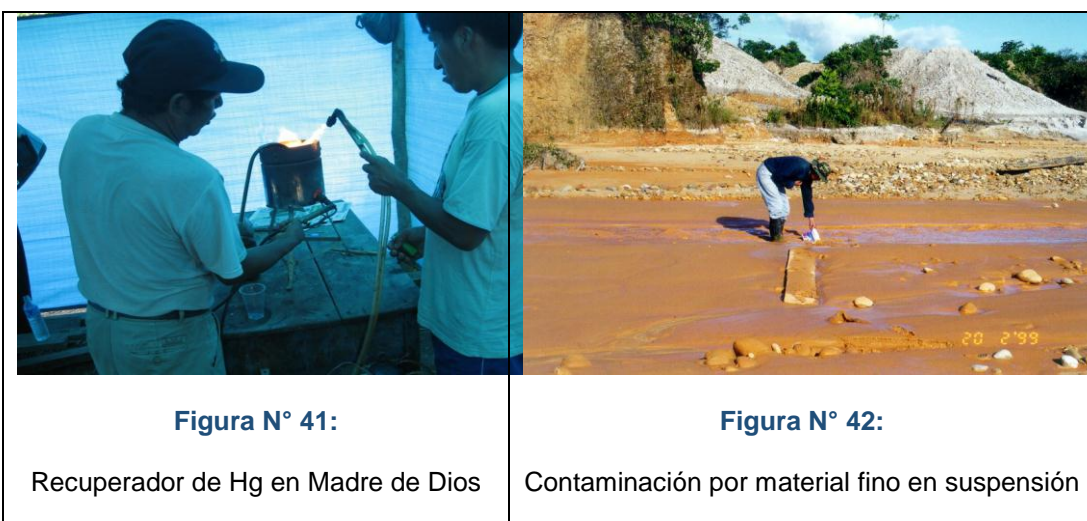 20 2'99
Figura N° 41:
Figura N° 42:
Recuperador de Hg en Madre de Dios
Contaminación por material fino en suspensión